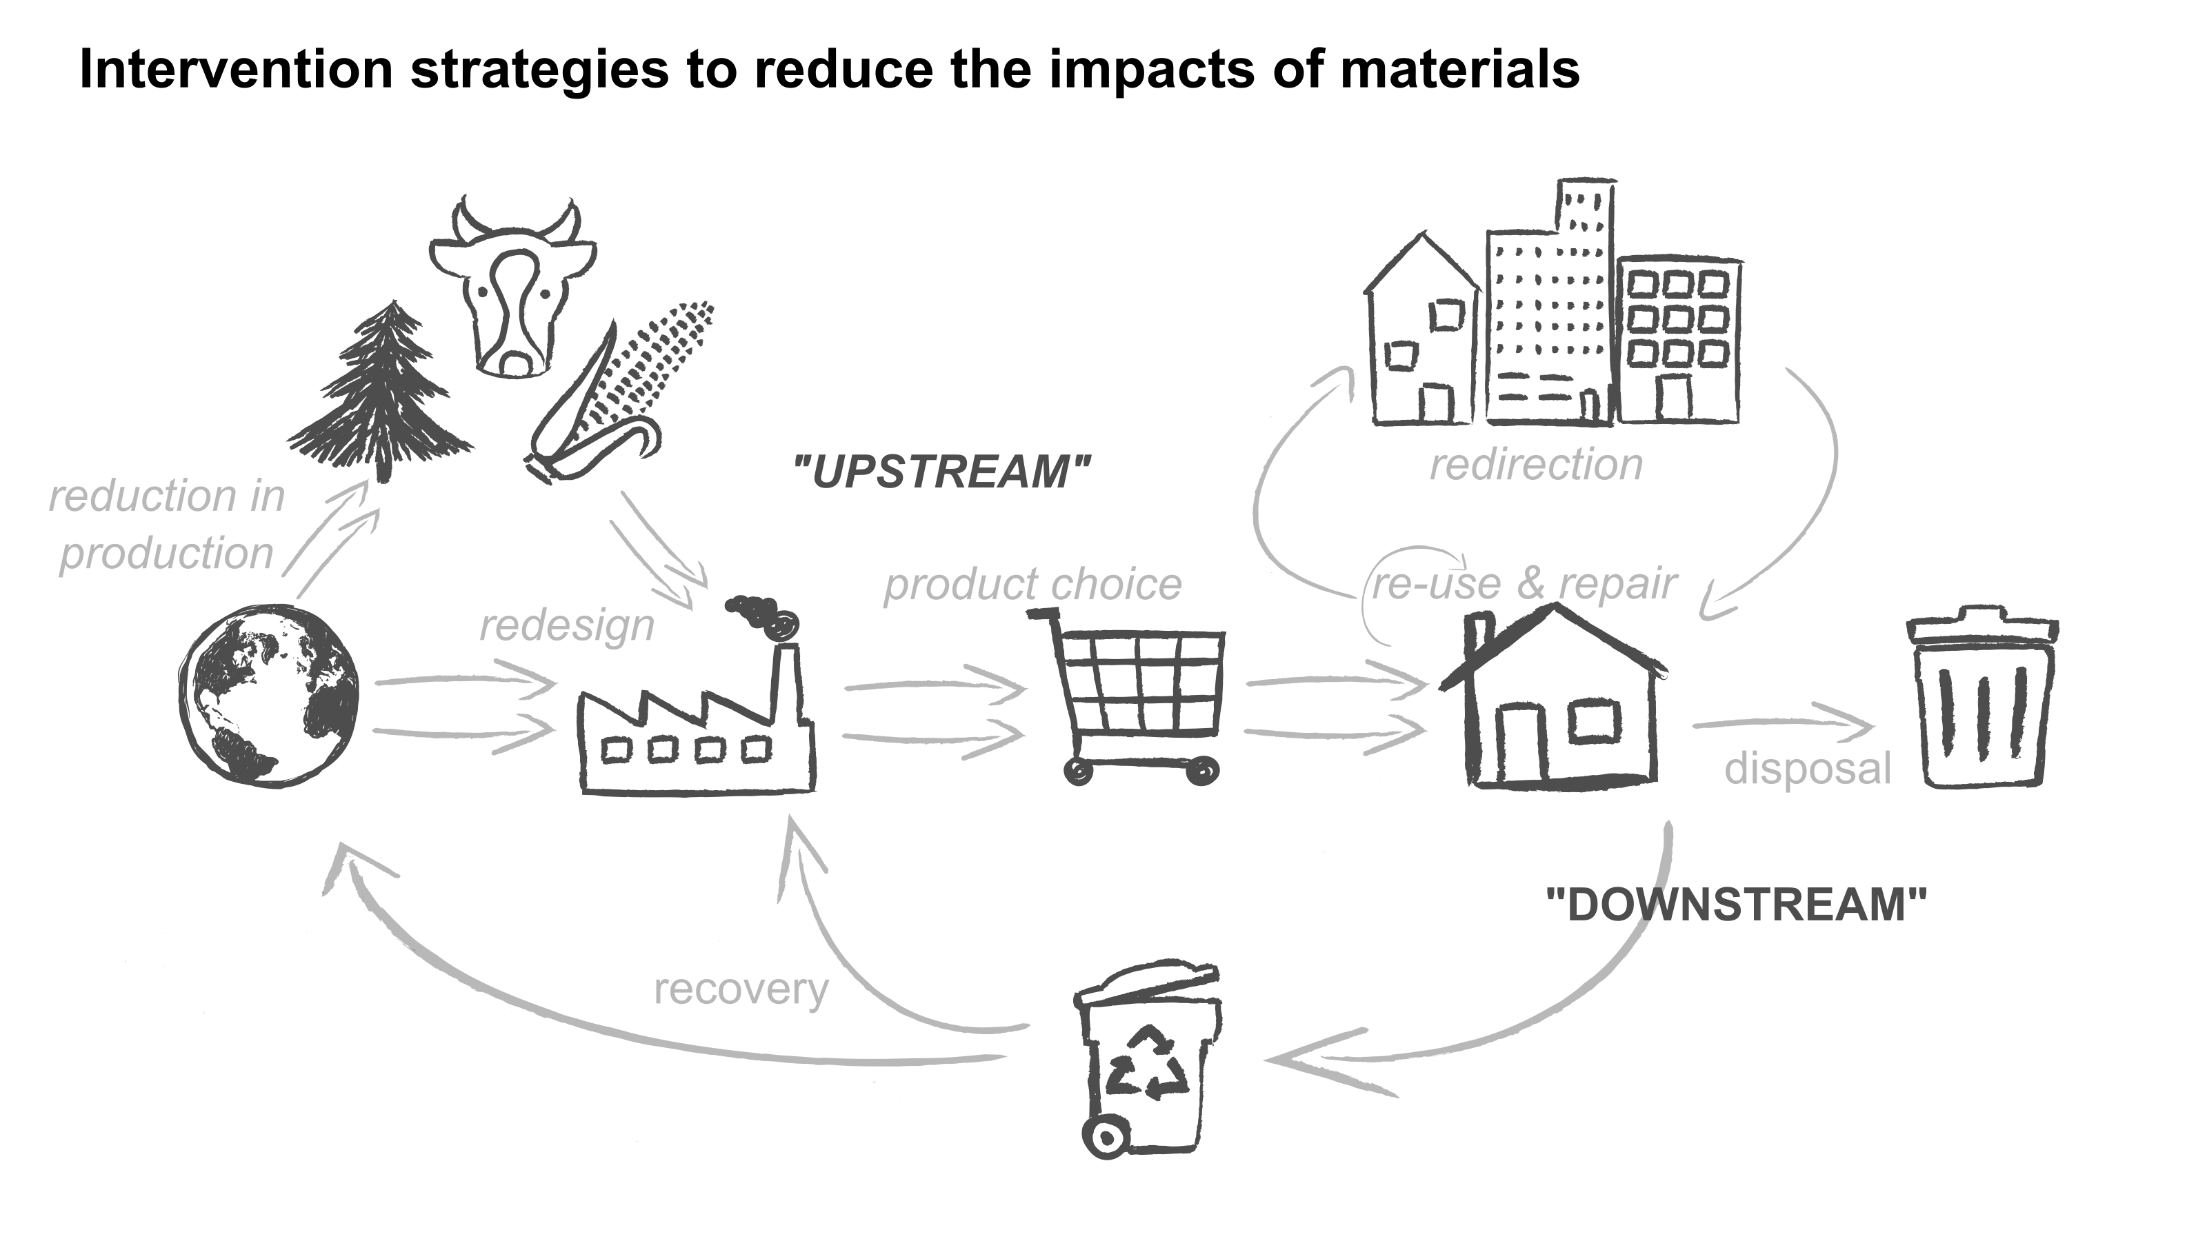 Intervention strategies to reduce the impacts of materials
"UPSTREAM"
redirection
reduction in
production
product choice
re-use & repair
redesign
disposal
"DOWNSTREAM"
recovery